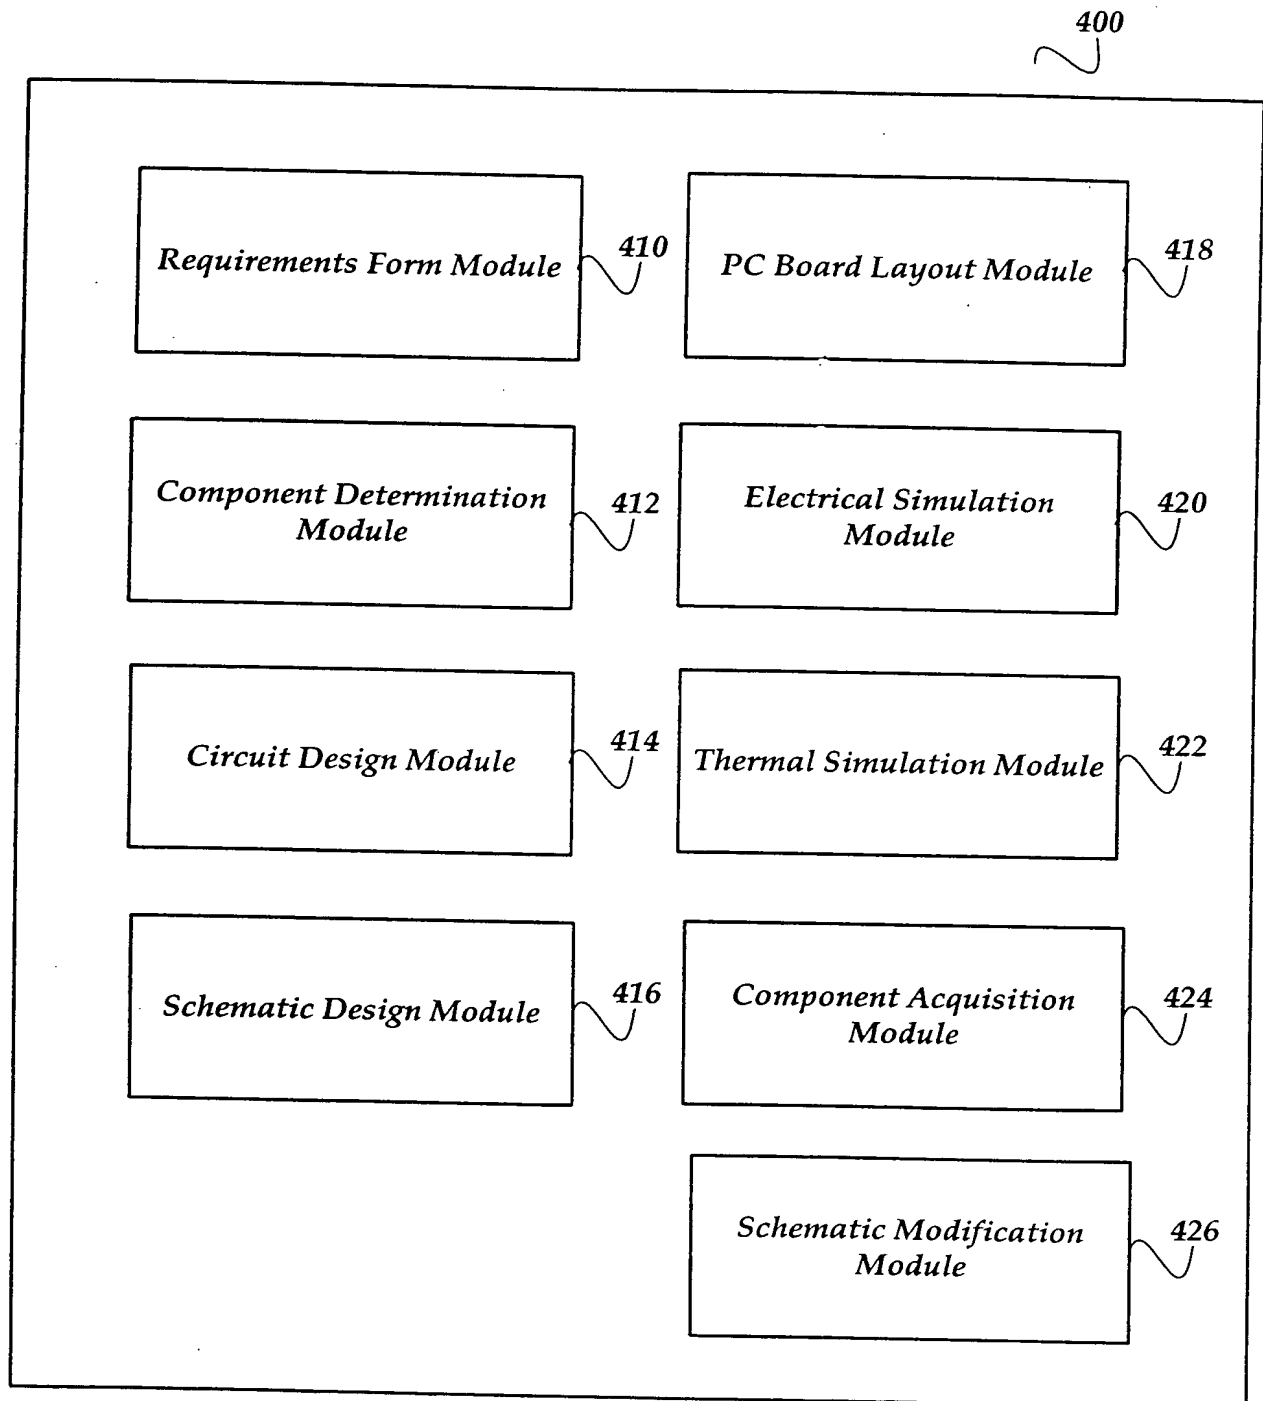 400
Requirements Form Module
410
PC Board Layout Module
418
Component Determination
Module
412
Electrical Simulation
Module
420
Circuit Design Module
414
Thermal Simulation Module
422
Schematic Design Module
416
Component Acquisition
Module
424
Schematic Modification
Module
426